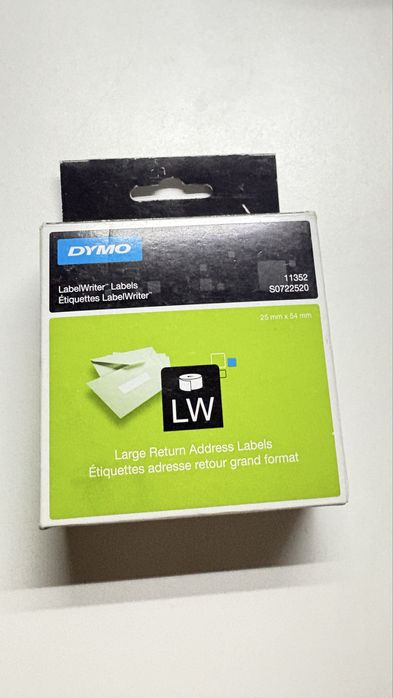 DYMO
LabelWriter™ Labels
Étiquettes LabelWriter™
11352
S0722520
25 mm x 54 mm
LW
Large Return Address Labels
Étiquettes adresse retour grand format